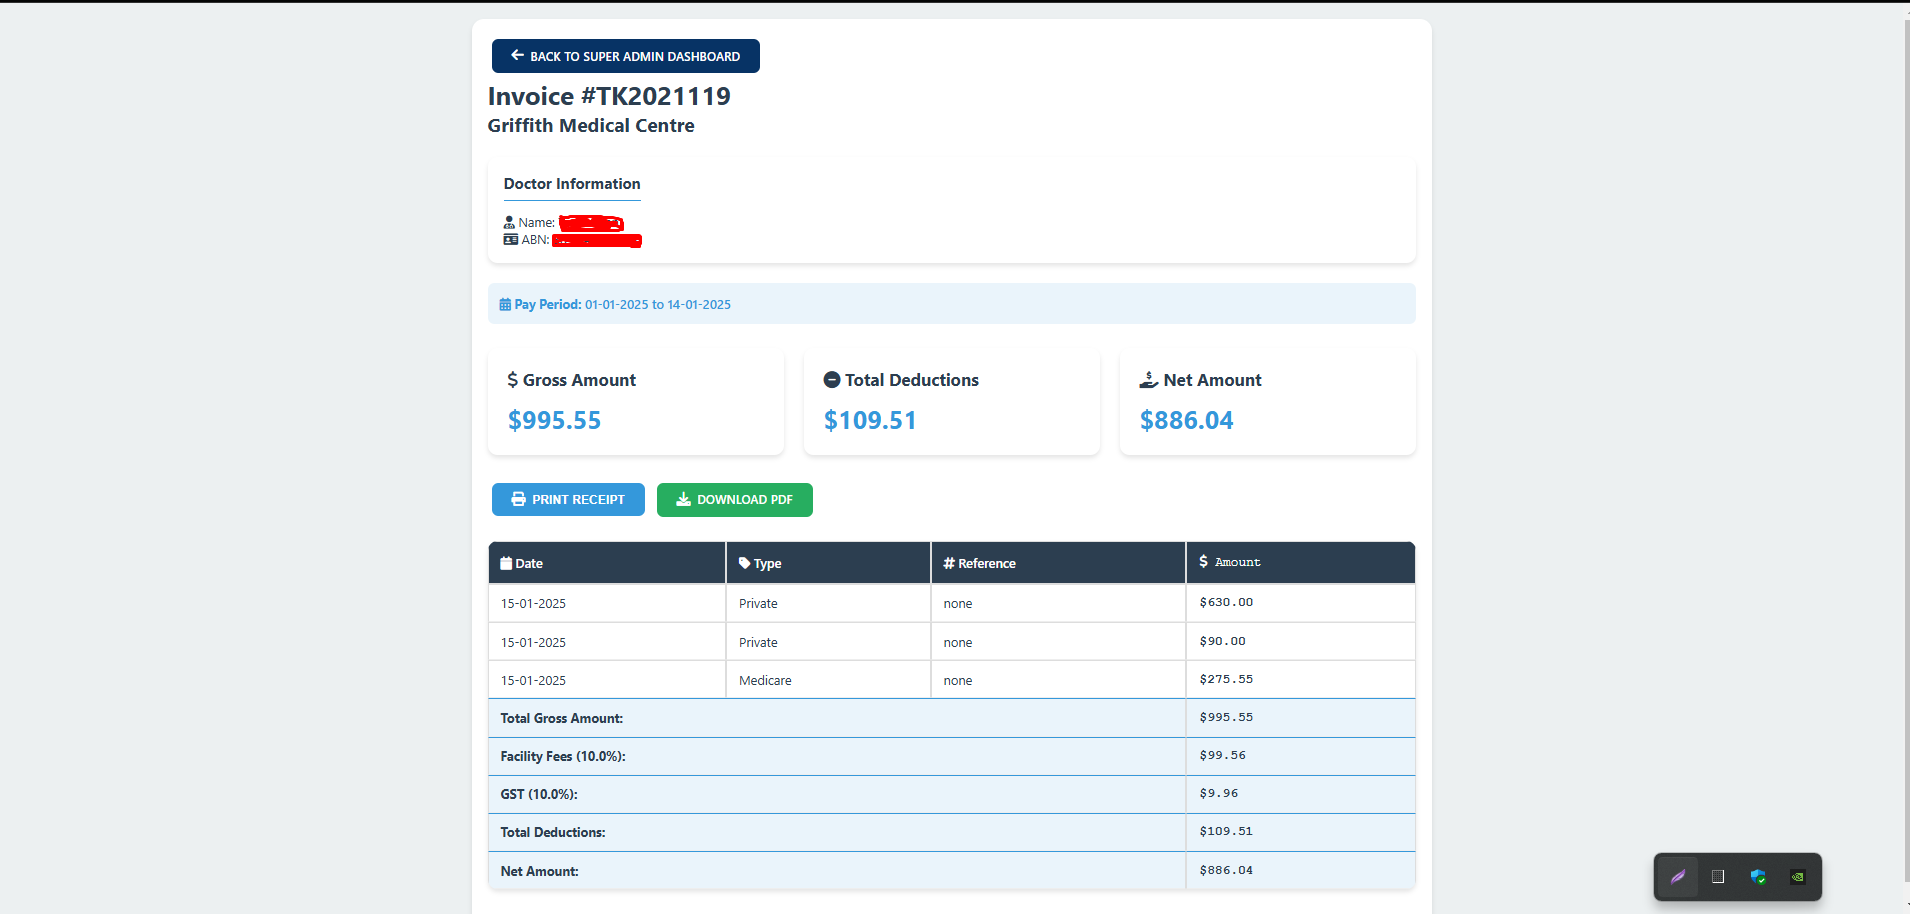 BACK TO SUPER ADMIN DASHBOARD
Invoice #TK2021119
Griffith Medical Centre
Doctor Information
Name:
ABN:
Pay Period: 01-01-2025 to 14-01-2025
$ Gross Amount
$995.55
Total Deductions
$109.51
Net Amount
$886.04
PRINT RECEIPT
DOWNLOAD PDF
Date Type # Reference $ Amount
15-01-2025 Private none $630.00
15-01-2025 Private none $90.00
15-01-2025 Medicare none $275.55
Total Gross Amount: $995.55
Facility Fees (10.0%): $99.56
GST (10.0%): $9.96
Total Deductions: $109.51
Net Amount: $886.04